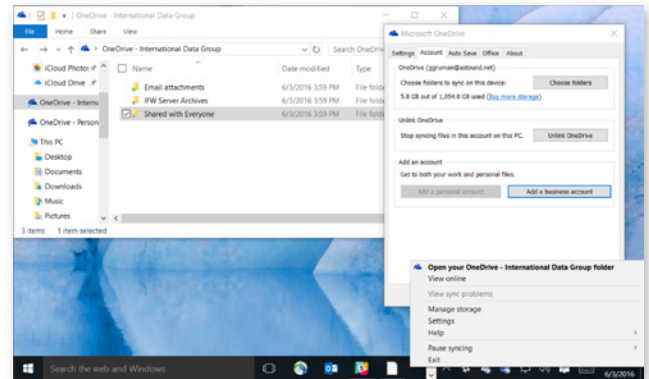 OneDrive - International Data Group
File Home Share View
OneDrive - International Data Group
Search OneDrive
Name Date modified Type
iCloud Photos
iCloud Drive
OneDrive - Interna
OneDrive - Person
This PC
Desktop
Documents
Downloads
Music
Pictures
Email attachments 6/3/2016 3:59 PM File folde
IFW Server Archives 6/3/2016 3:59 PM File folde
Shared with Everyone 6/3/2016 3:59 PM File folde
3 items 1 item selected
Microsoft OneDrive
Settings Account Auto Save Office About
OneDrive (ggruman@astound.net)
Choose folders to sync on this device: Choose folders
5.8 GB out of 1,054.8 GB used (Buy more storage)
Unlink OneDrive
Stop syncing files in this account on this PC. Unlink OneDrive
Add an account
Get to both your work and personal files.
Add a personal account Add a business account
Open your OneDrive - International Data Group folder
View online
View sync problems
Manage storage
Settings
Help
Pause syncing
Exit
Search the web and Windows
6/3/2016